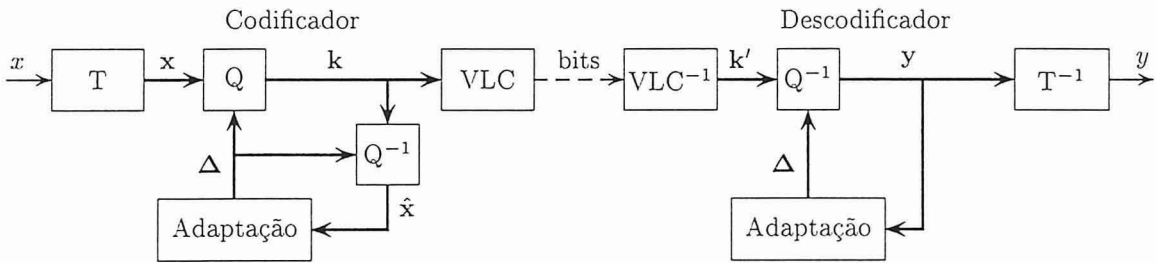 Codificador Descodificador
x T x Q k VLC bits VLC⁻¹ k′ Q⁻¹ y T⁻¹ y
Δ Q⁻¹ Δ
x̂
Adaptação Adaptação